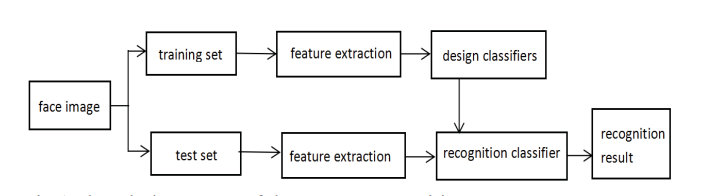 face image
training set
feature extraction
design classifiers
test set
feature extraction
recognition classifier
recognition
result